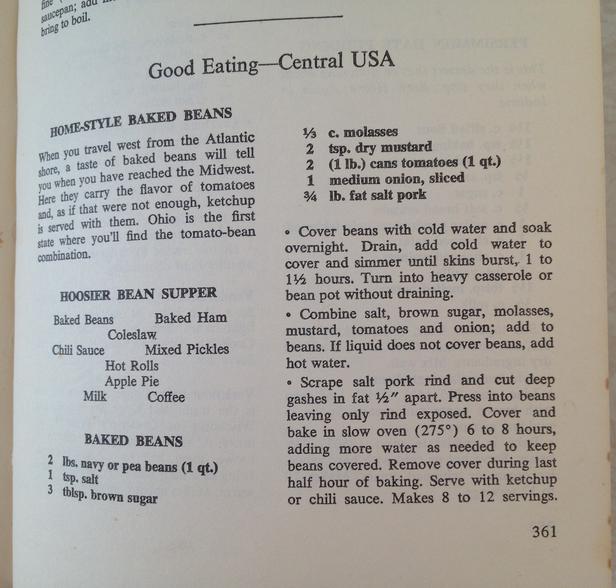 fine
saucepan; add
bring to boil.
Good Eating—Central USA
HOME-STYLE BAKED BEANS
When you travel west from the Atlantic
shore, a taste of baked beans will tell
you when you have reached the Midwest.
Here they carry the flavor of tomatoes
and, as if that were not enough, ketchup
is served with them. Ohio is the first
state where you'll find the tomato-bean
combination.
HOOSIER BEAN SUPPER
Baked Beans Baked Ham
Coleslaw
Chili Sauce Mixed Pickles
Hot Rolls
Apple Pie
Milk Coffee
BAKED BEANS
2 lbs. navy or pea beans (1 qt.)
1 tsp. salt
3 tblsp. brown sugar
⅓ c. molasses
2 tsp. dry mustard
2 (1 lb.) cans tomatoes (1 qt.)
1 medium onion, sliced
¾ lb. fat salt pork
• Cover beans with cold water and soak
overnight. Drain, add cold water to
cover and simmer until skins burst, 1 to
1½ hours. Turn into heavy casserole or
bean pot without draining.
• Combine salt, brown sugar, molasses,
mustard, tomatoes and onion; add to
beans. If liquid does not cover beans, add
hot water.
• Scrape salt pork rind and cut deep
gashes in fat ½″ apart. Press into beans
leaving only rind exposed. Cover and
bake in slow oven (275°) 6 to 8 hours,
adding more water as needed to keep
beans covered. Remove cover during last
half hour of baking. Serve with ketchup
or chili sauce. Makes 8 to 12 servings.
361